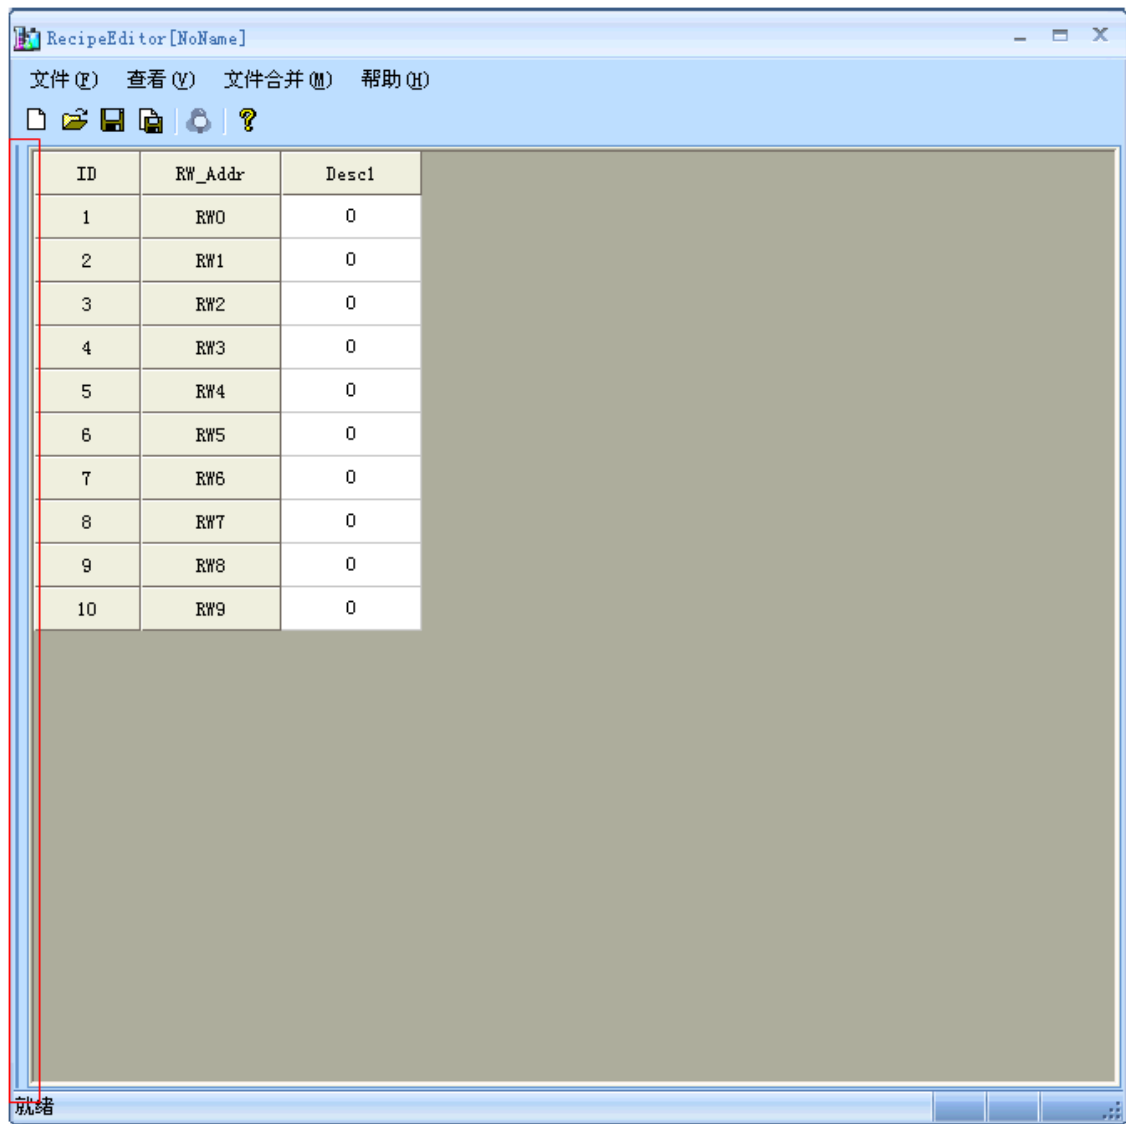 RecipeEditor[NoName]
文件(F) 查看(V) 文件合并(M) 帮助(H)
ID RW_Addr Desc1
1 RW0 0
2 RW1 0
3 RW2 0
4 RW3 0
5 RW4 0
6 RW5 0
7 RW6 0
8 RW7 0
9 RW8 0
10 RW9 0
就绪